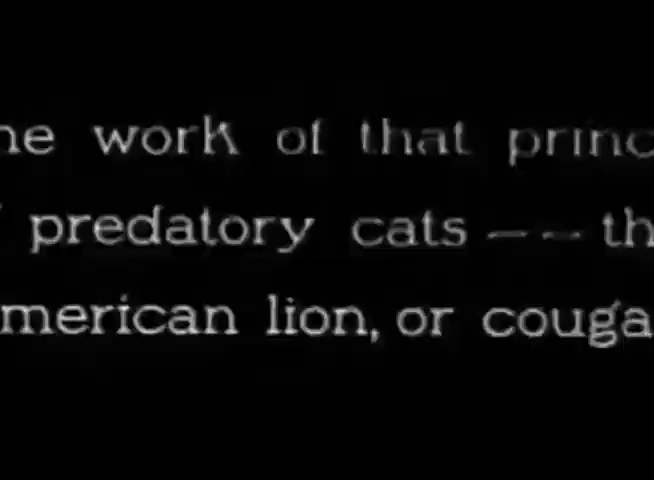 he work of that princ
predatory cats -- th
merican lion, or couga